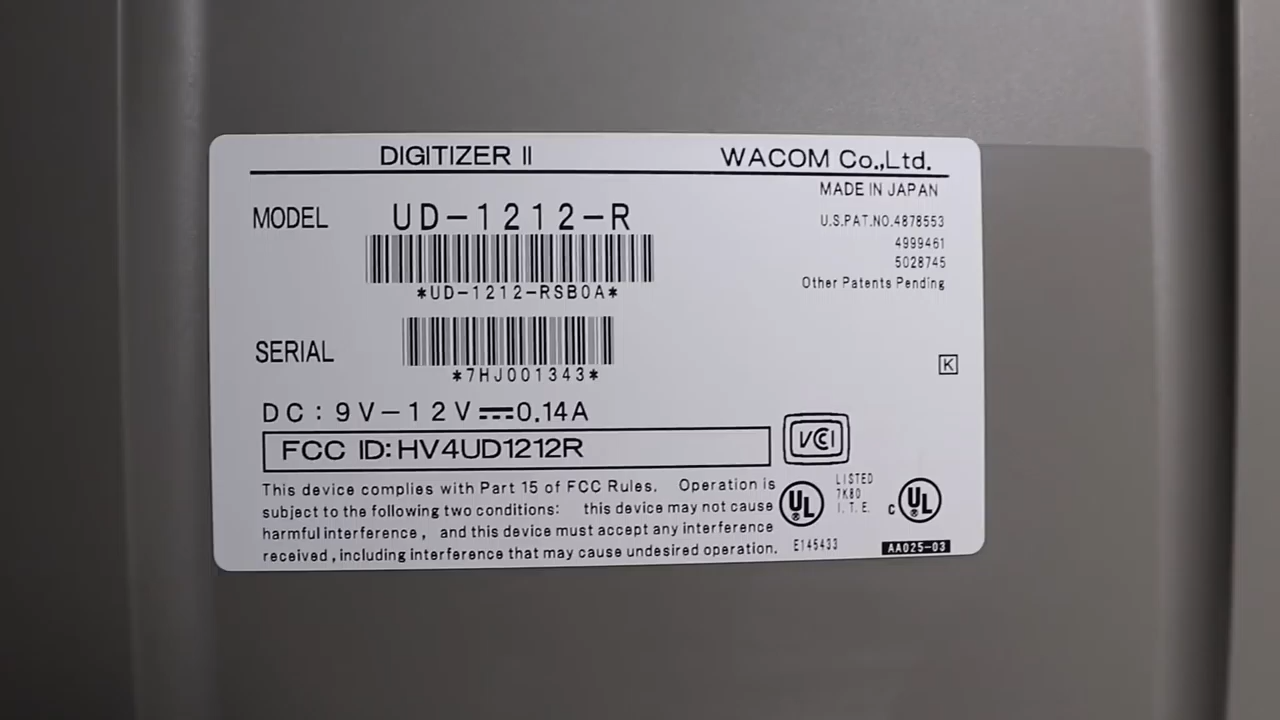 DIGITIZER II WACOM Co.,Ltd.
MADE IN JAPAN
MODEL UD-1212-R
U.S.PAT.NO.4878553
4999461
5028745
*UD-1212-RSB0A*
Other Patents Pending
SERIAL
*7HJ001343*
K
DC: 9V-12V⎓0.14A
FCC ID: HV4UD1212R
VCI
This device complies with Part 15 of FCC Rules. Operation is
subject to the following two conditions: this device may not cause
harmful interference, and this device must accept any interference
received, including interference that may cause undesired operation.
UL
LISTED
7K80
I.T.E.
c UL
E145433
AA025-03